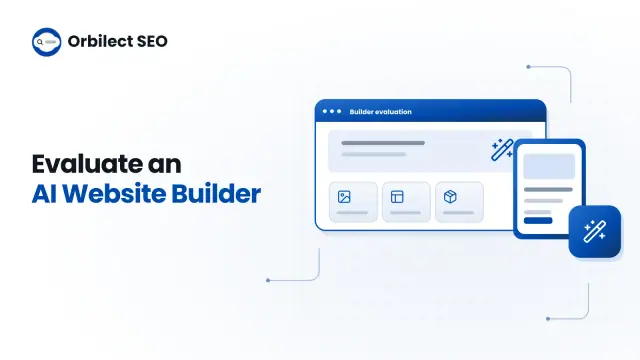 Orbilect SEO
Builder evaluation
Evaluate an
AI Website Builder